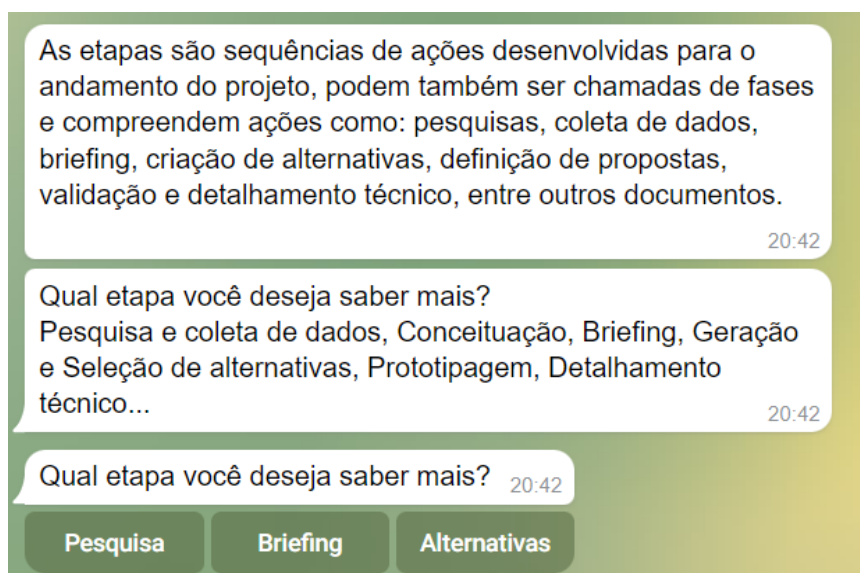 As etapas são sequências de ações desenvolvidas para o
andamento do projeto, podem também ser chamadas de fases
e compreendem ações como: pesquisas, coleta de dados,
briefing, criação de alternativas, definição de propostas,
validação e detalhamento técnico, entre outros documentos.
20:42
Qual etapa você deseja saber mais?
Pesquisa e coleta de dados, Conceituação, Briefing, Geração
e Seleção de alternativas, Prototipagem, Detalhamento
técnico...
20:42
Qual etapa você deseja saber mais? 20:42
Pesquisa Briefing Alternativas